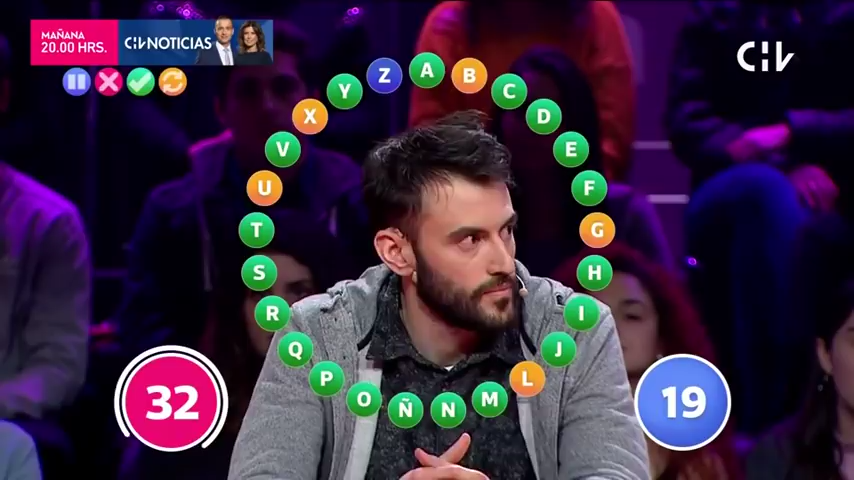 MAÑANA
20.00 HRS.
CHV NOTICIAS
CHV
A
B
C
D
E
F
G
H
I
J
L
M
N
Ñ
O
P
Q
R
S
T
U
V
X
Y
Z
32
19